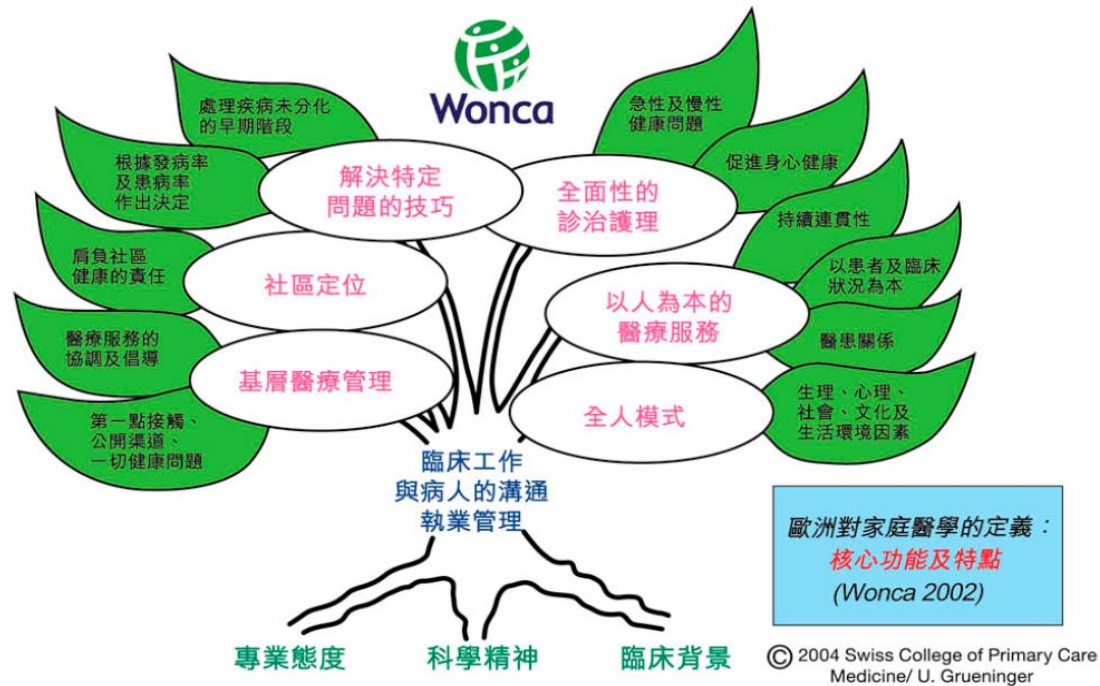 Wonca
處理疾病未分化
的早期階段
根據發病率
及患病率
作出決定
肩負社區
健康的責任
醫療服務的
協調及倡導
第一點接觸、
公開渠道、
一切健康問題
解決特定
問題的技巧
社區定位
基層醫療管理
全面性的
診治護理
以人為本的
醫療服務
全人模式
急性及慢性
健康問題
促進身心健康
持續連貫性
以患者及臨床
狀況為本
醫患關係
生理、心理、
社會、文化及
生活環境因素
臨床工作
與病人的溝通
執業管理
專業態度
科學精神
臨床背景
歐洲對家庭醫學的定義：
核心功能及特點
(Wonca 2002)
© 2004 Swiss College of Primary Care
Medicine/ U. Grueninger